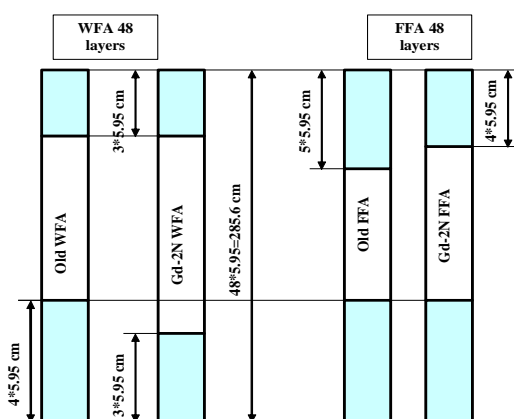 WFA 48
layers
FFA 48
layers
3*5.95 cm
5*5.95 cm
4*5.95 cm
Old WFA
Gd-2N WFA
48*5.95=285.6 cm
Old FFA
Gd-2N FFA
4*5.95 cm
3*5.95 cm